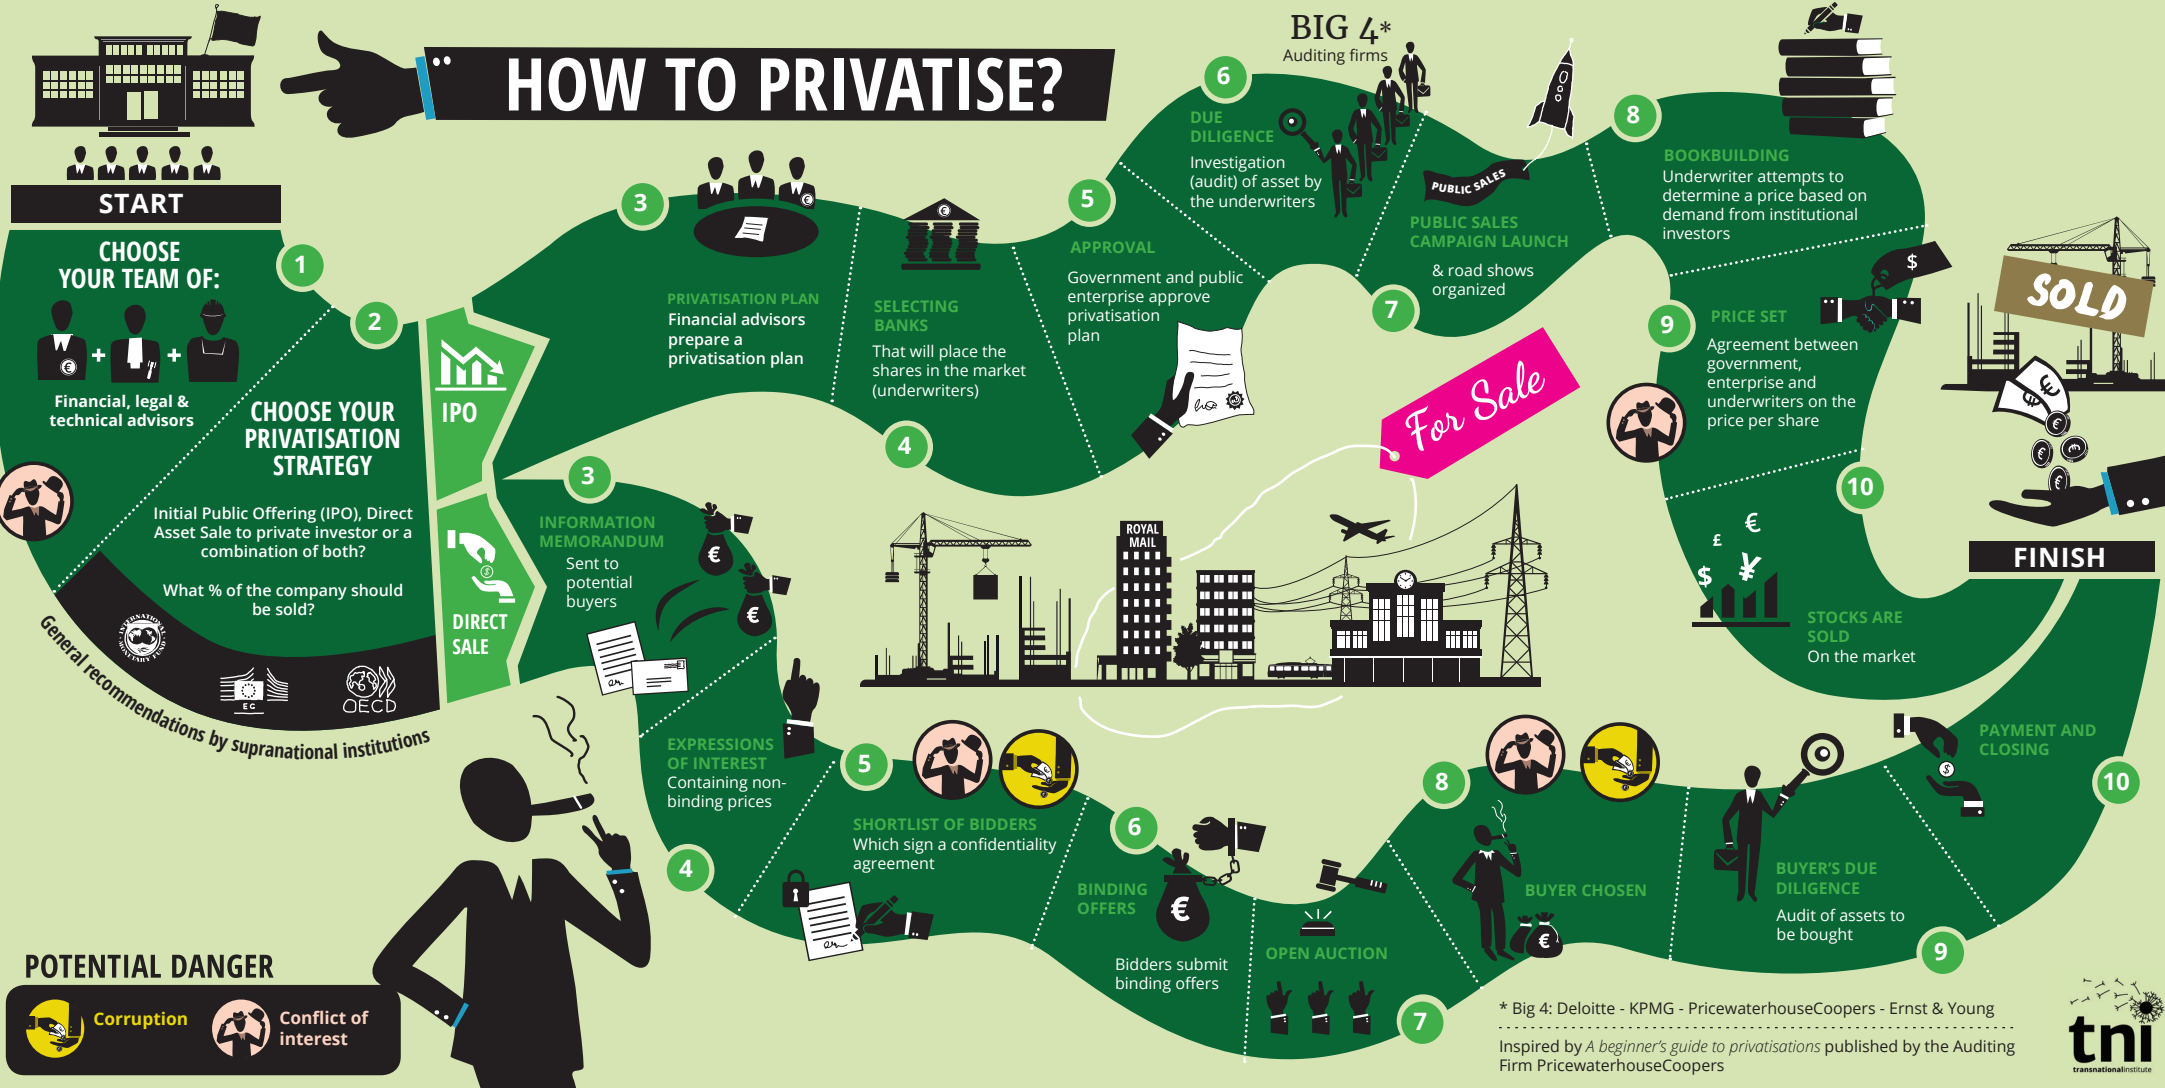 HOW TO PRIVATISE?
START
CHOOSE
YOUR TEAM OF:
1
€
+
+
Financial, legal &
technical advisors
2
CHOOSE YOUR
PRIVATISATION
STRATEGY
Initial Public Offering (IPO), Direct
Asset Sale to private investor or a
combination of both?
What % of the company should
be sold?
INTERNATIONAL
MONETARY FUND
EC
OECD
General recommendations by supranational institutions
IPO
$
DIRECT
SALE
3
€
PRIVATISATION PLAN
Financial advisors
prepare a
privatisation plan
€
SELECTING
BANKS
That will place the
shares in the market
(underwriters)
4
5
APPROVAL
Government and public
enterprise approve
privatisation
plan
6
BIG 4*
Auditing firms
DUE
DILIGENCE
Investigation
(audit) of asset by
the underwriters
PUBLIC SALES
PUBLIC SALES
CAMPAIGN LAUNCH
& road shows
organized
7
8
BOOKBUILDING
Underwriter attempts to
determine a price based on
demand from institutional
investors
$
9
PRICE SET
Agreement between
government,
enterprise and
underwriters on the
price per share
10
£
€
$
¥
STOCKS ARE
SOLD
On the market
SOLD
€
€
€
€
€
€
FINISH
For Sale
ROYAL
MAIL
3
INFORMATION
MEMORANDUM
Sent to
potential
buyers
€
€
EXPRESSIONS
OF INTEREST
Containing non-
binding prices
4
5
SHORTLIST OF BIDDERS
Which sign a confidentiality
agreement
6
BINDING
OFFERS
€
Bidders submit
binding offers
OPEN AUCTION
7
8
BUYER CHOSEN
€
BUYER'S DUE
DILIGENCE
Audit of assets to
be bought
9
$
PAYMENT AND
CLOSING
10
POTENTIAL DANGER
Corruption
Conflict of
interest
* Big 4: Deloitte - KPMG - PricewaterhouseCoopers - Ernst & Young
Inspired by A beginner's guide to privatisations published by the Auditing
Firm PricewaterhouseCoopers
tni
transnationalinstitute